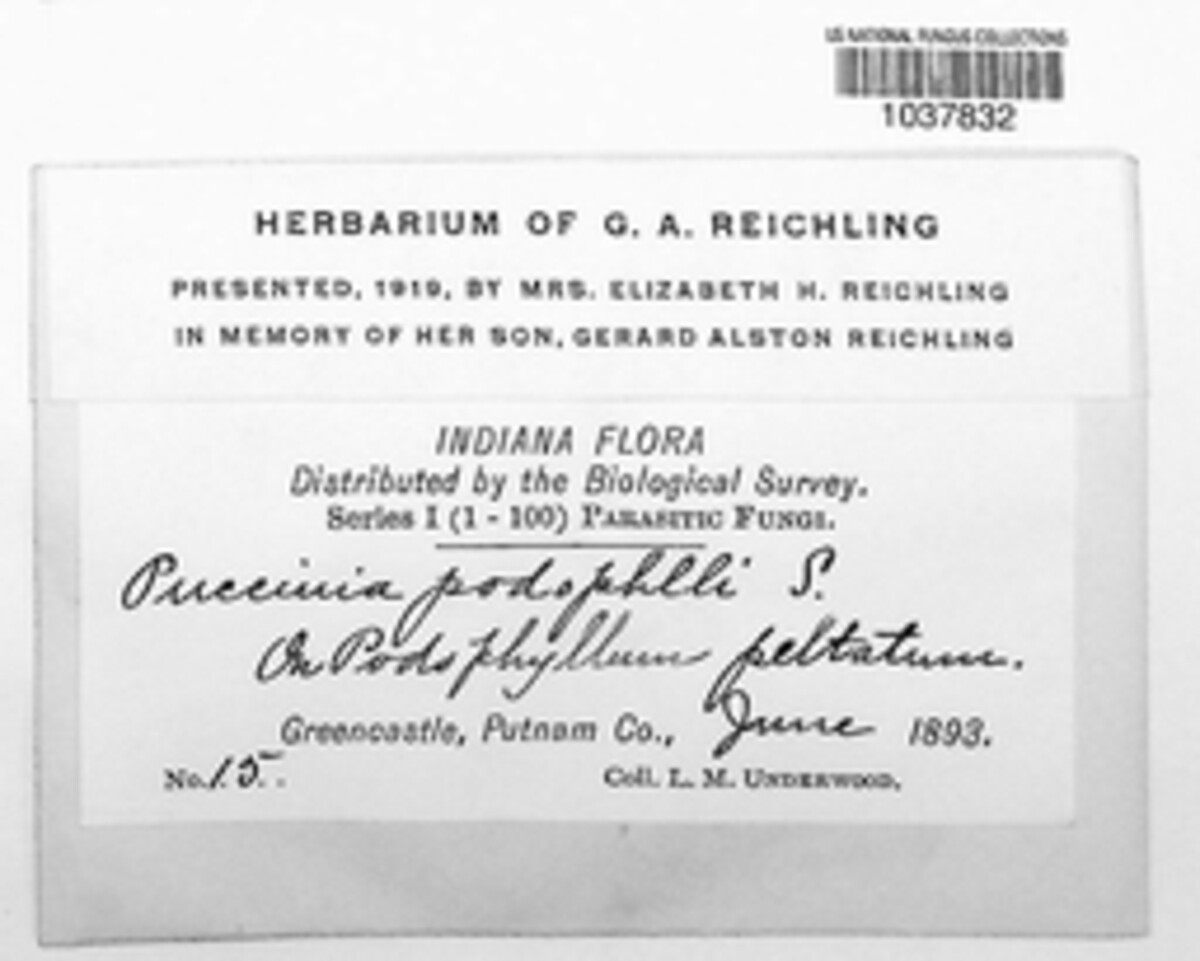 US NATIONAL FUNGUS COLLECTIONS
1037832
HERBARIUM OF G. A. REICHLING
PRESENTED, 1919, BY MRS. ELIZABETH H. REICHLING
IN MEMORY OF HER SON, GERARD ALSTON REICHLING
INDIANA FLORA
Distributed by the Biological Survey.
Series I (1 - 100) PARASITIC FUNGI.
Puccinia podophlli S.
On Podophyllum peltatum.
Greencastle, Putnam Co., June 1893.
No. 15. Coll. L. M. UNDERWOOD.